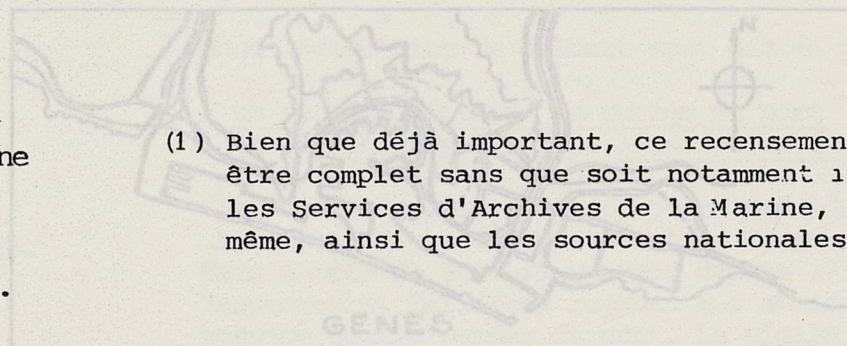 ne
(1) Bien que déjà important, ce recensemen
être complet sans que soit notamment
les Services d'Archives de la Marine,
même, ainsi que les sources nationales
.
N
GENES